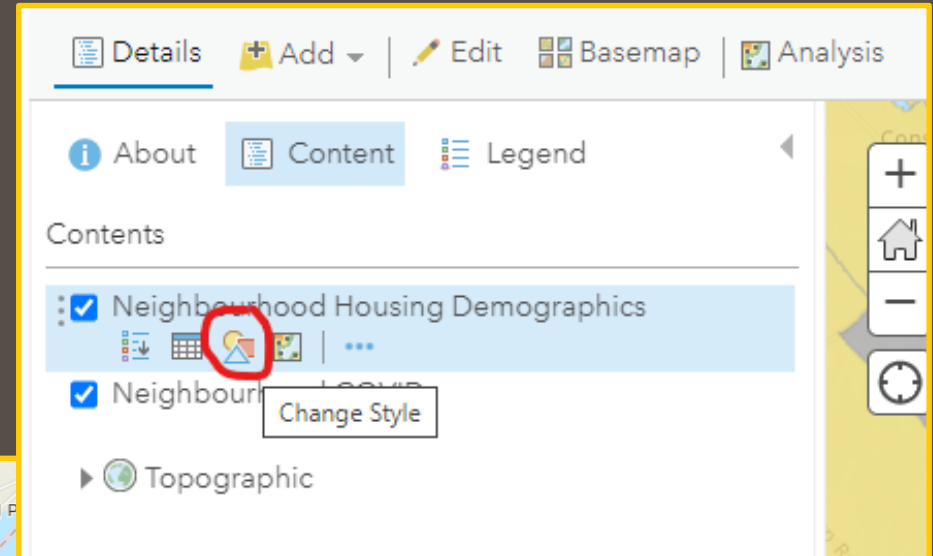 Details Add Edit Basemap Analysis
About Content Legend
Contents
Neighbourhood Housing Demographics
Change Style
Topographic